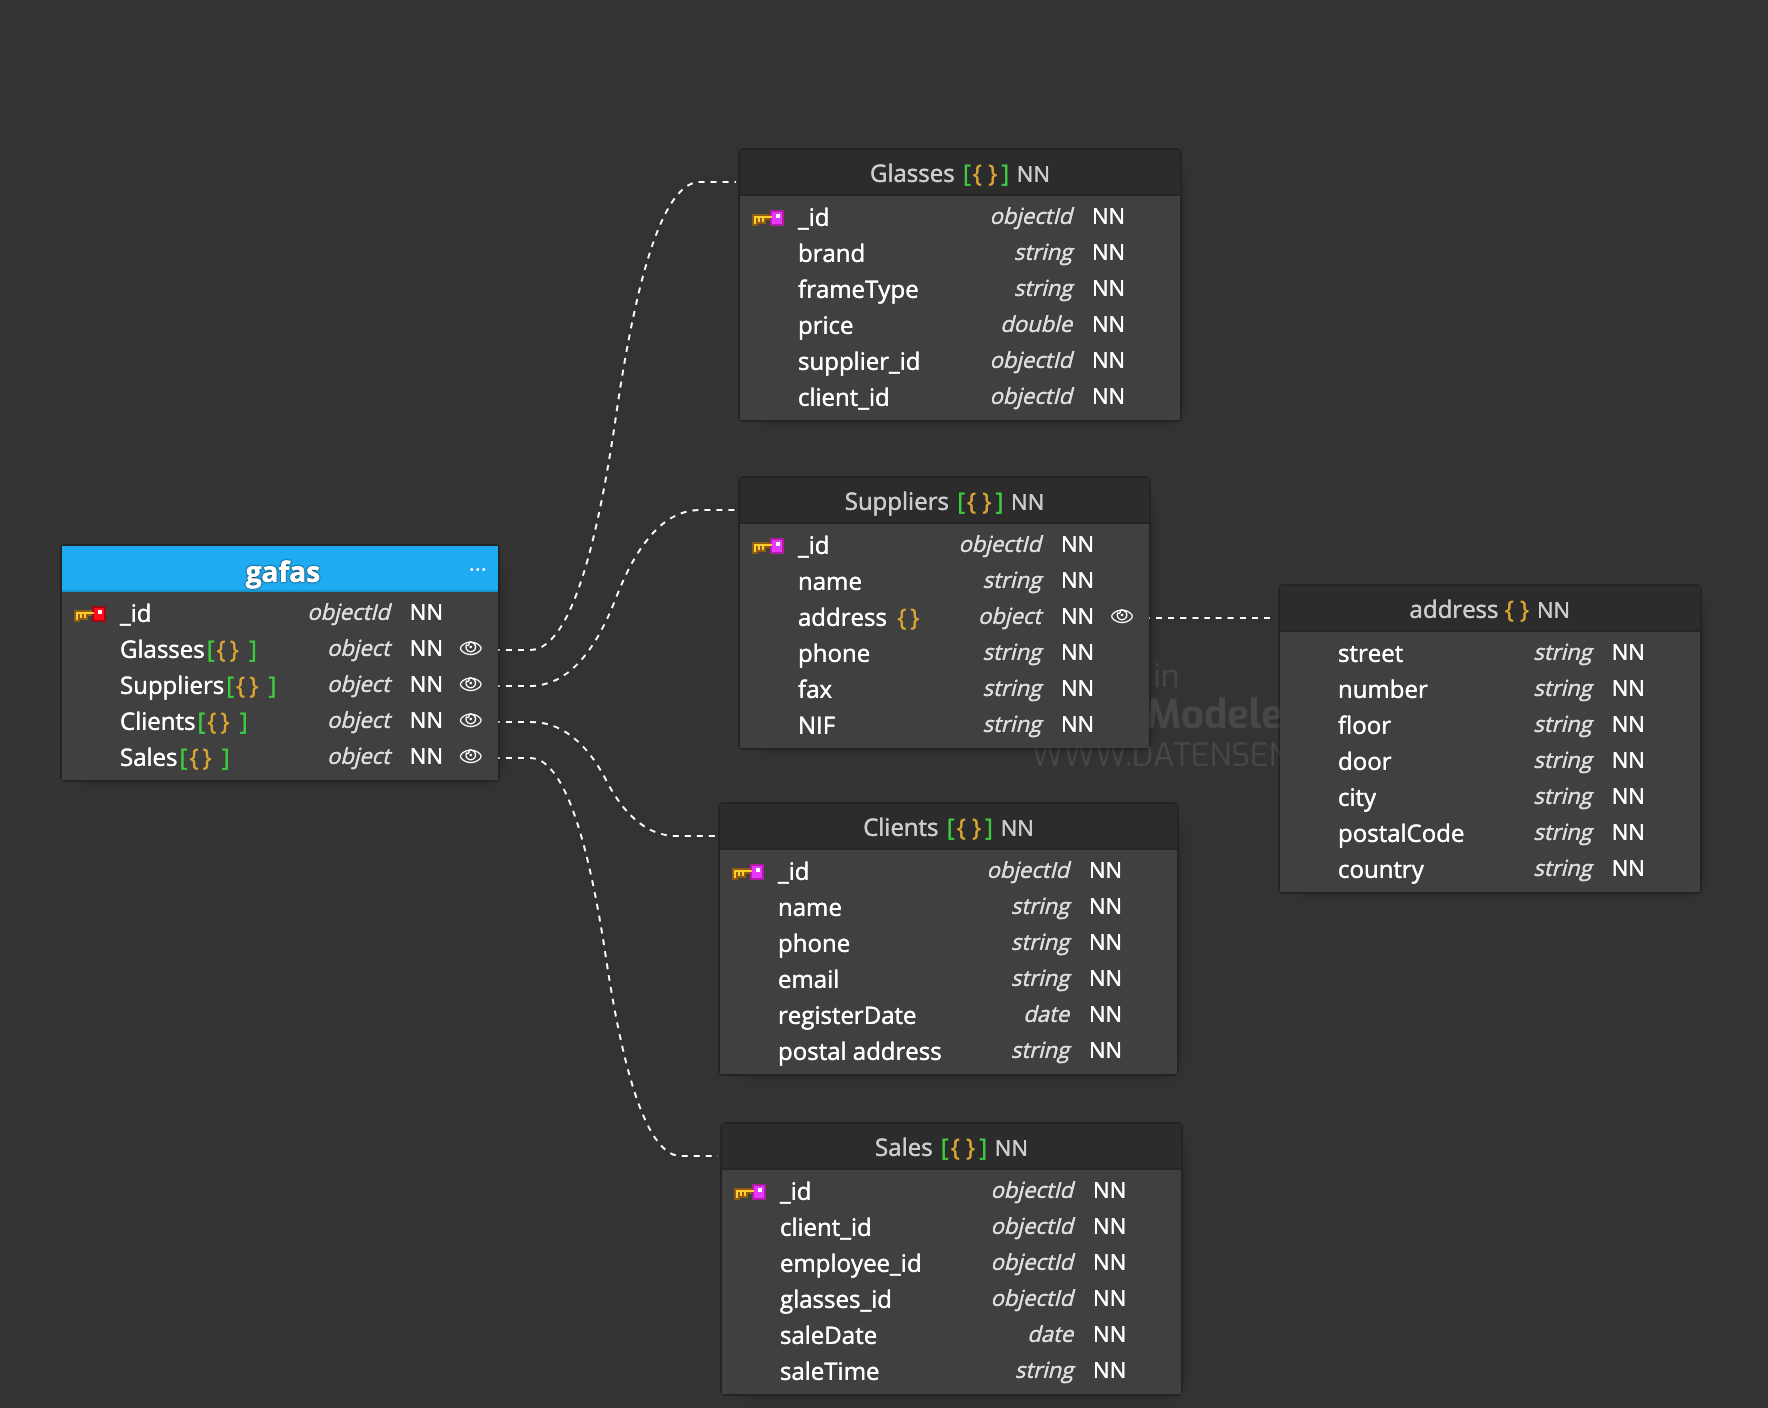 gafas ...
_id objectId NN
Glasses[{} ] object NN
Suppliers[{} ] object NN
Clients[{} ] object NN
Sales[{} ] object NN
Glasses [{}] NN
_id objectId NN
brand string NN
frameType string NN
price double NN
supplier_id objectId NN
client_id objectId NN
Suppliers [{}] NN
_id objectId NN
name string NN
address {} object NN
phone string NN
fax string NN
NIF string NN
address {} NN
street string NN
number string NN
floor string NN
door string NN
city string NN
postalCode string NN
country string NN
in
Modele
WWW.DATENSEN
Clients [{}] NN
_id objectId NN
name string NN
phone string NN
email string NN
registerDate date NN
postal address string NN
Sales [{}] NN
_id objectId NN
client_id objectId NN
employee_id objectId NN
glasses_id objectId NN
saleDate date NN
saleTime string NN